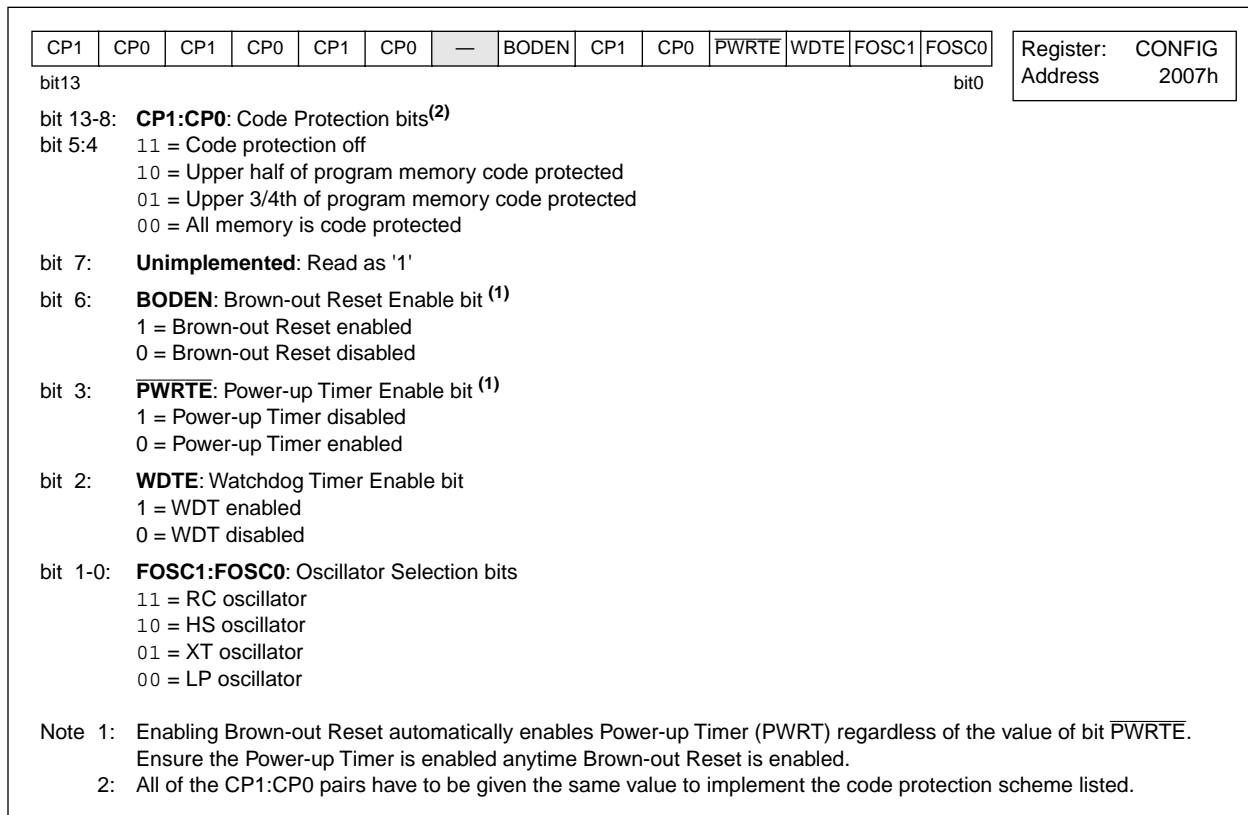 CP1 CP0 CP1 CP0 CP1 CP0 — BODEN CP1 CP0 PWRTE WDTE FOSC1 FOSC0
Register: CONFIG
Address 2007h
bit13 bit0
bit 13-8: CP1:CP0: Code Protection bits(2)
bit 5:4 11 = Code protection off
10 = Upper half of program memory code protected
01 = Upper 3/4th of program memory code protected
00 = All memory is code protected
bit 7: Unimplemented: Read as '1'
bit 6: BODEN: Brown-out Reset Enable bit (1)
1 = Brown-out Reset enabled
0 = Brown-out Reset disabled
bit 3: PWRTE: Power-up Timer Enable bit (1)
1 = Power-up Timer disabled
0 = Power-up Timer enabled
bit 2: WDTE: Watchdog Timer Enable bit
1 = WDT enabled
0 = WDT disabled
bit 1-0: FOSC1:FOSC0: Oscillator Selection bits
11 = RC oscillator
10 = HS oscillator
01 = XT oscillator
00 = LP oscillator
Note 1: Enabling Brown-out Reset automatically enables Power-up Timer (PWRT) regardless of the value of bit PWRTE.
Ensure the Power-up Timer is enabled anytime Brown-out Reset is enabled.
2: All of the CP1:CP0 pairs have to be given the same value to implement the code protection scheme listed.